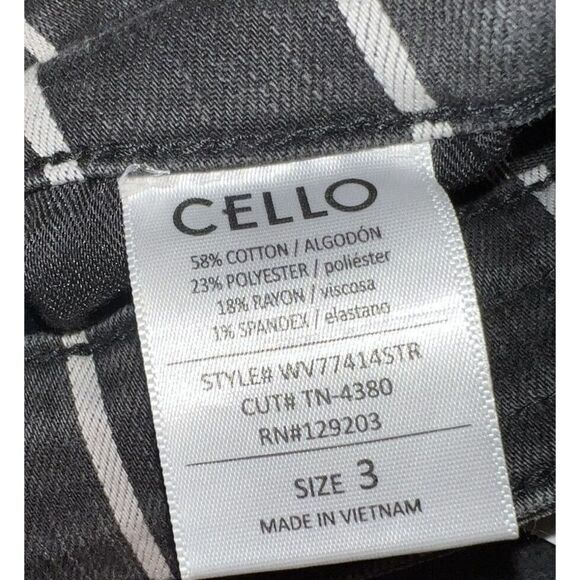 CELLO
58% COTTON / ALGODÓN
23% POLYESTER / poliéster
18% RAYON / viscosa
1% SPANDEX / elastano
STYLE# WV77414STR
CUT# TN-4380
RN#129203
SIZE 3
MADE IN VIETNAM